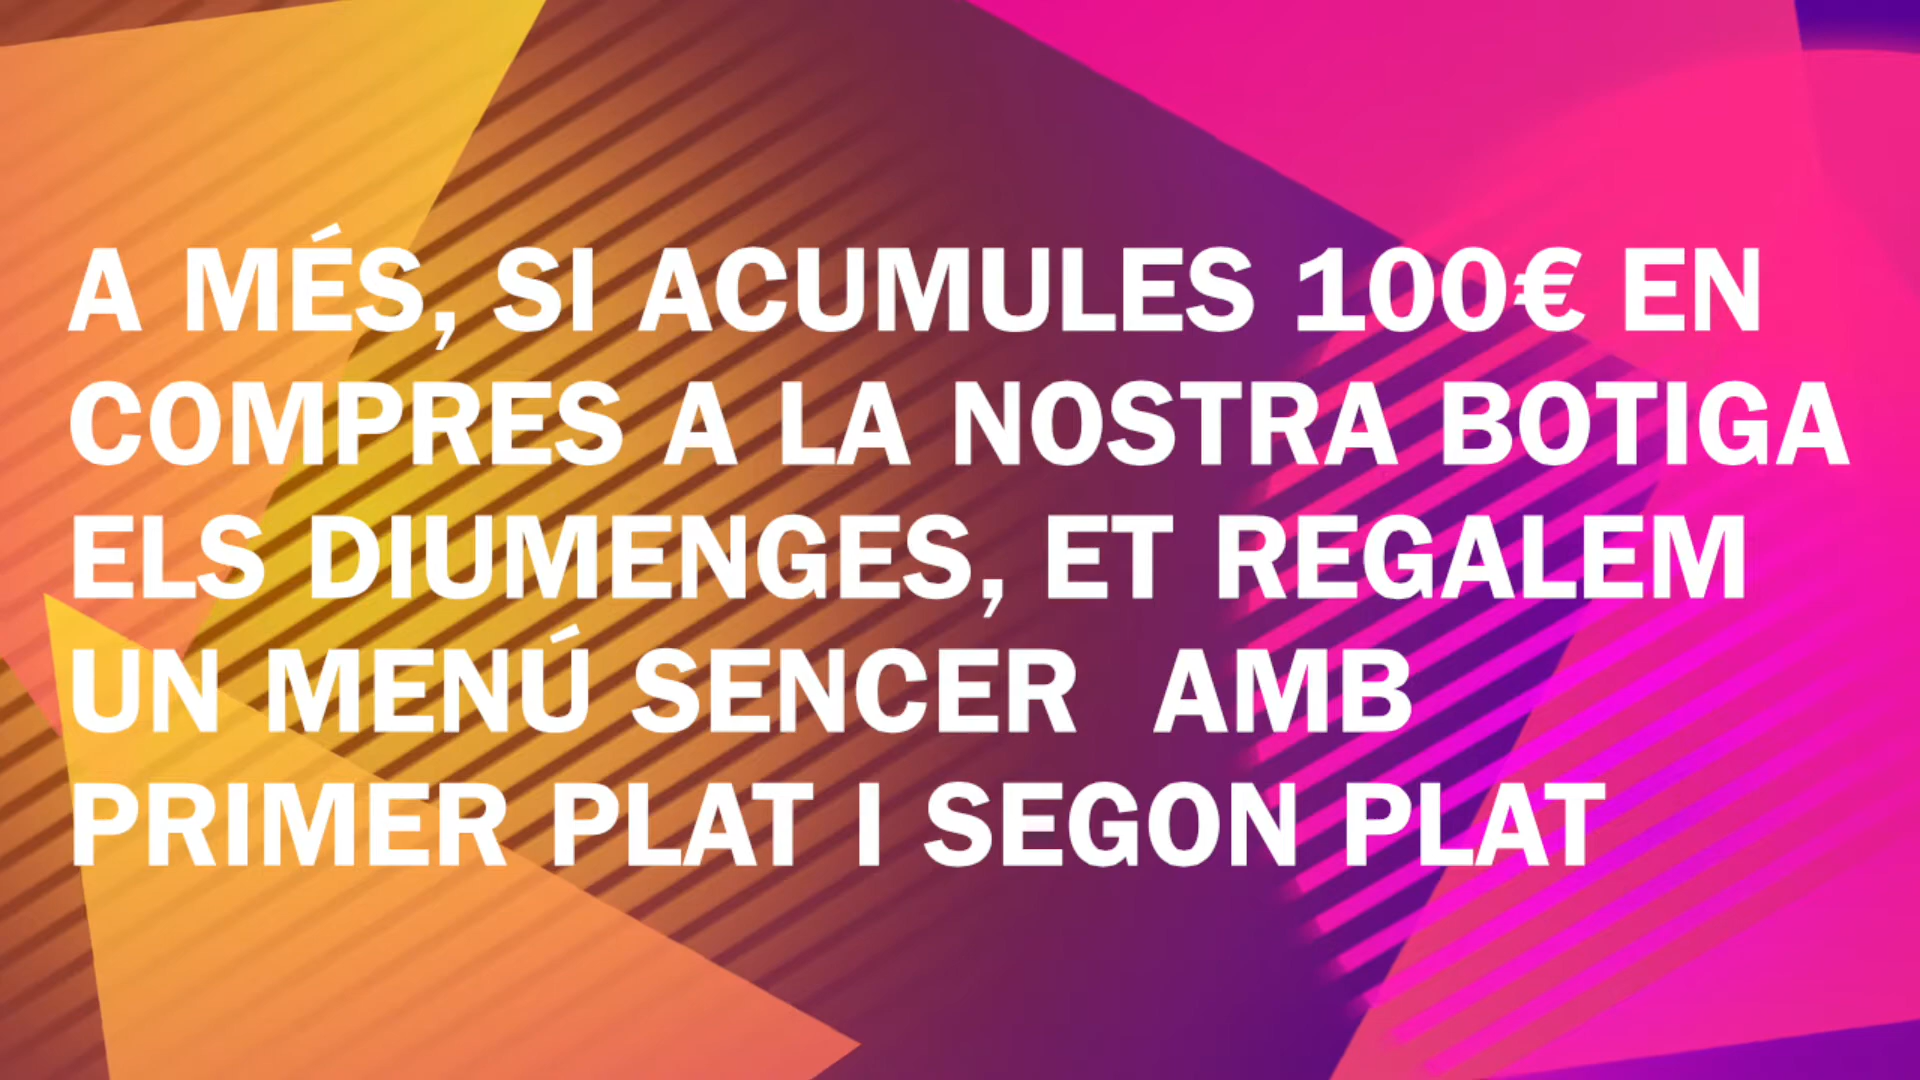 A MÉS, SI ACUMULES 100€ EN
COMPRES A LA NOSTRA BOTIGA
ELS DIUMENGES, ET REGALEM
UN MENÚ SENCER  AMB
PRIMER PLAT I SEGON PLAT